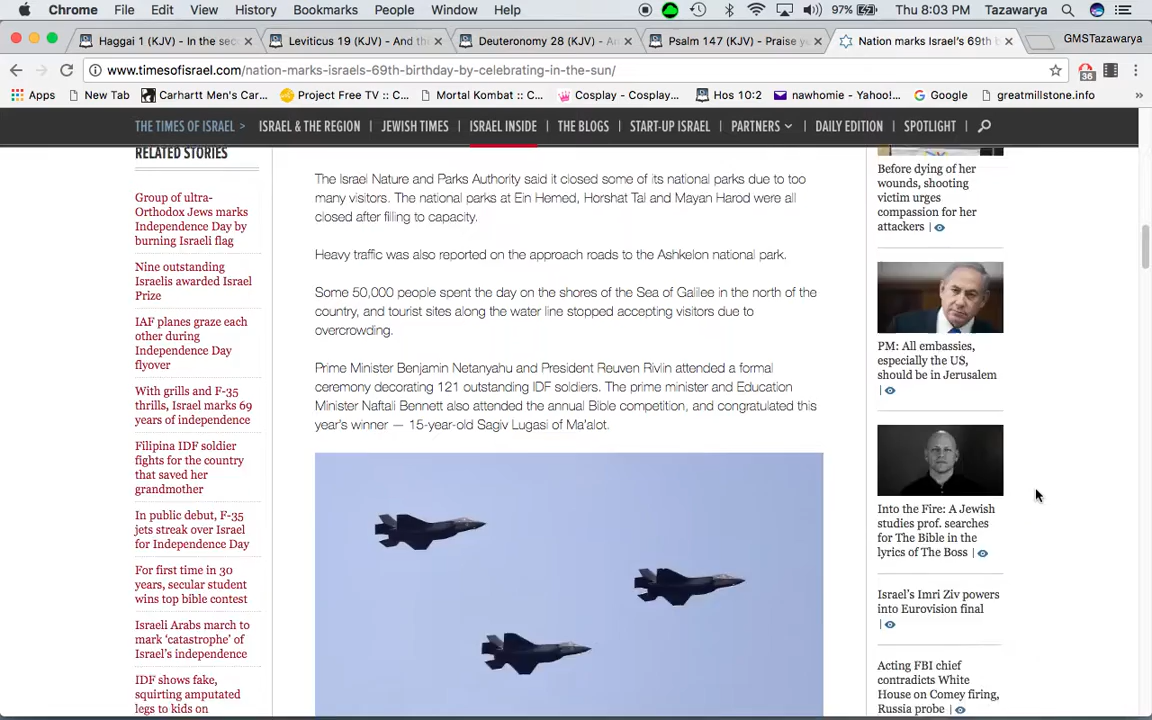 Chrome File Edit View History Bookmarks People Window Help 97% Thu 8:03 PM Tazawarya
Haggai 1 (KJV) - In the sec
Leviticus 19 (KJV) - And the
Deuteronomy 28 (KJV) - A
Psalm 147 (KJV) - Praise y
Nation marks Israel's 69th b
GMSTazawarya
www.timesofisrael.com/nation-marks-israels-69th-birthday-by-celebrating-in-the-sun/
36
Apps New Tab Carhartt Men's Car... Project Free TV :: C... Mortal Kombat :: C... Cosplay - Cosplay... Hos 10:2 nawhomie - Yahoo!... Google greatmillstone.info »
THE TIMES OF ISRAEL > ISRAEL & THE REGION JEWISH TIMES ISRAEL INSIDE THE BLOGS START-UP ISRAEL PARTNERS DAILY EDITION SPOTLIGHT
RELATED STORIES
Group of ultra-
Orthodox Jews marks
Independence Day by
burning Israeli flag
Nine outstanding
Israelis awarded Israel
Prize
IAF planes graze each
other during
Independence Day
flyover
With grills and F-35
thrills, Israel marks 69
years of independence
Filipina IDF soldier
fights for the country
that saved her
grandmother
In public debut, F-35
jets streak over Israel
for Independence Day
For first time in 30
years, secular student
wins top bible contest
Israeli Arabs march to
mark 'catastrophe' of
Israel's independence
IDF shows fake,
squirting amputated
legs to kids on
The Israel Nature and Parks Authority said it closed some of its national parks due to too
many visitors. The national parks at Ein Hemed, Horshat Tal and Mayan Harod were all
closed after filling to capacity.
Heavy traffic was also reported on the approach roads to the Ashkelon national park.
Some 50,000 people spent the day on the shores of the Sea of Galilee in the north of the
country, and tourist sites along the water line stopped accepting visitors due to
overcrowding.
Prime Minister Benjamin Netanyahu and President Reuven Rivlin attended a formal
ceremony decorating 121 outstanding IDF soldiers. The prime minister and Education
Minister Naftali Bennett also attended the annual Bible competition, and congratulated this
year's winner — 15-year-old Sagiv Lugasi of Ma'alot.
Before dying of her
wounds, shooting
victim urges
compassion for her
attackers |
PM: All embassies,
especially the US,
should be in Jerusalem
|
Into the Fire: A Jewish
studies prof. searches
for The Bible in the
lyrics of The Boss |
Israel's Imri Ziv powers
into Eurovision final
|
Acting FBI chief
contradicts White
House on Comey firing,
Russia probe |